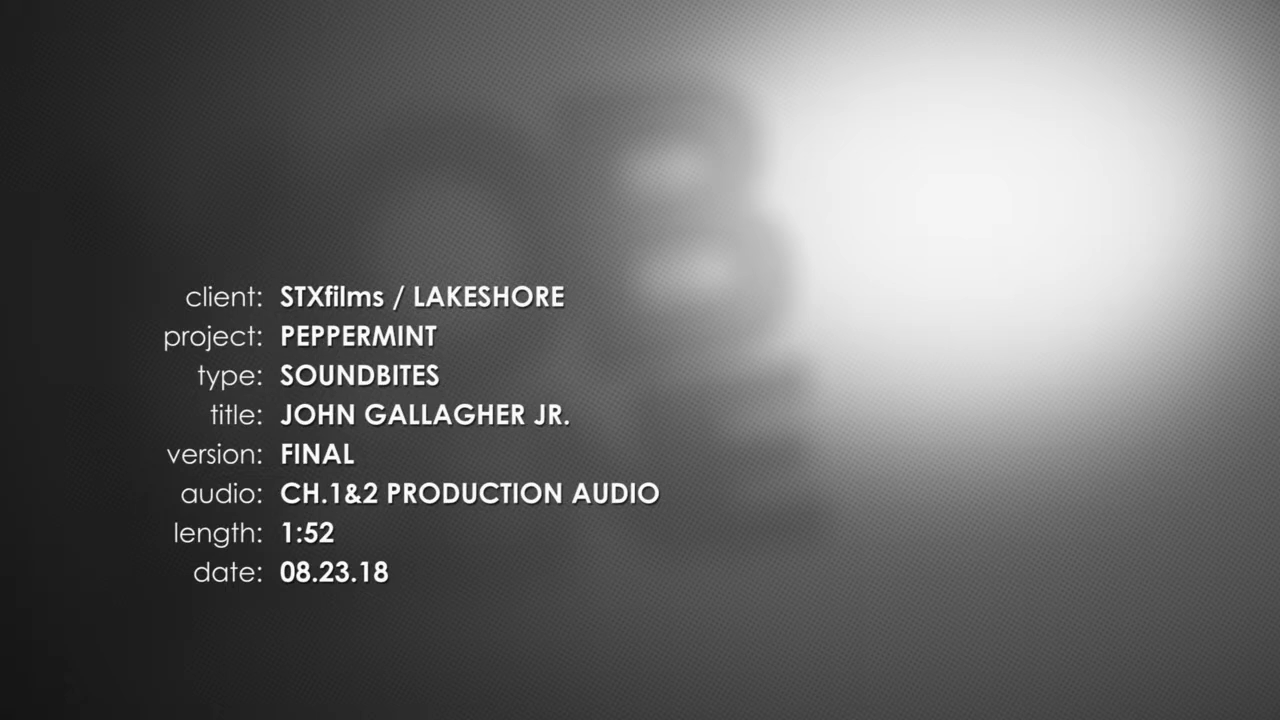 client: STXfilms / LAKESHORE
project: PEPPERMINT
type: SOUNDBITES
title: JOHN GALLAGHER JR.
version: FINAL
audio: CH.1&2 PRODUCTION AUDIO
length: 1:52
date: 08.23.18